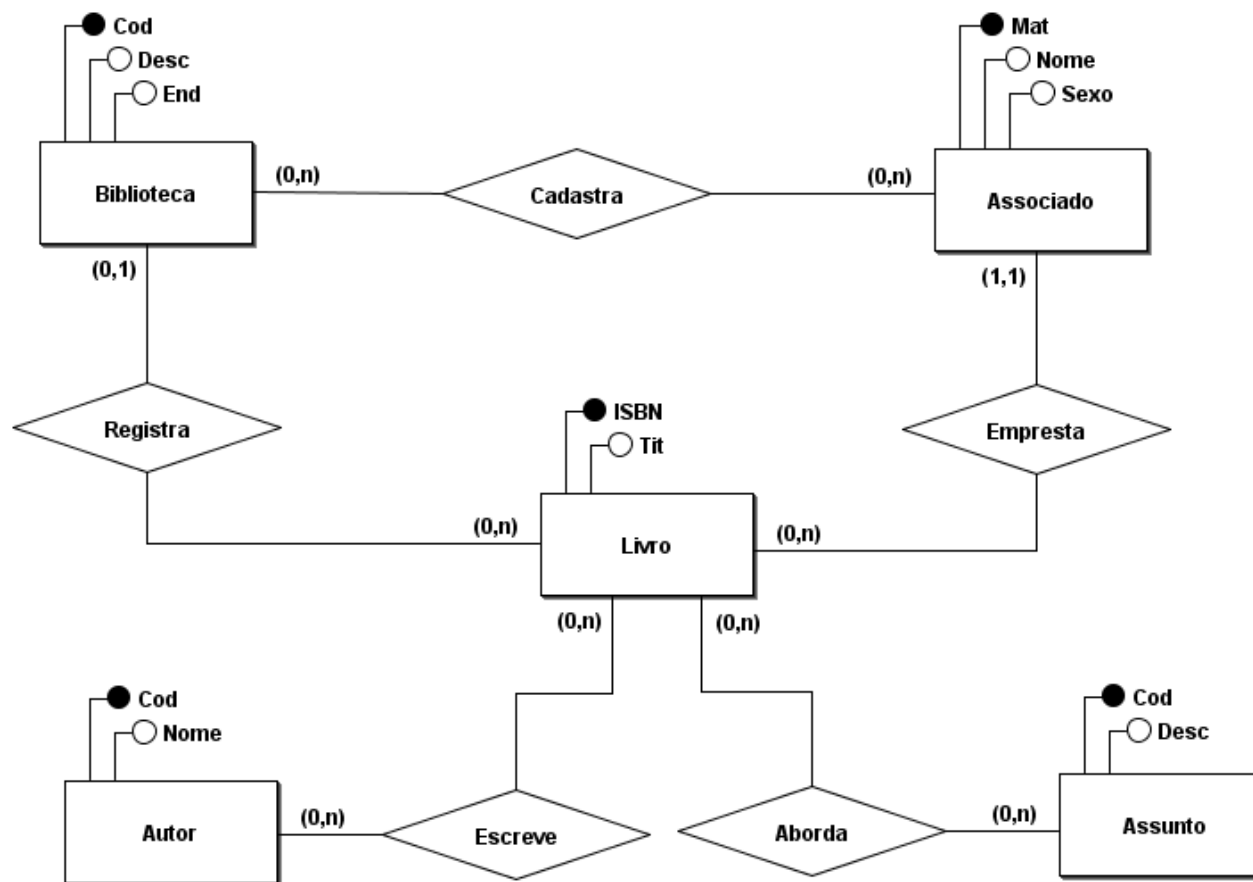 Cod
Desc
End
Mat
Nome
Sexo
Biblioteca
(0,n)
Cadastra
(0,n)
Associado
(0,1)
(1,1)
Registra
ISBN
Tit
Empresta
(0,n)
Livro
(0,n)
(0,n)
(0,n)
Cod
Nome
Cod
Desc
Autor
(0,n)
Escreve
Aborda
(0,n)
Assunto